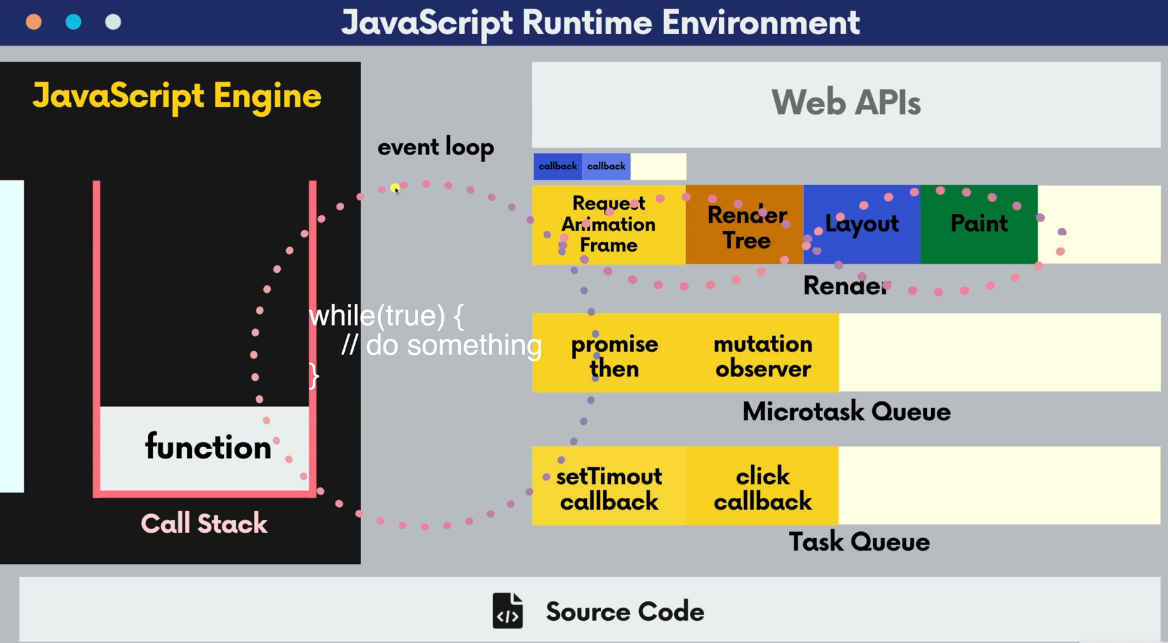 JavaScript Runtime Environment
JavaScript Engine
Web APIs
event loop
callback callback
Request
Animation
Frame
Render
Tree
Layout
Paint
Render
while(true) {
// do something
}
promise
then
mutation
observer
Microtask Queue
function
Call Stack
setTimout
callback
click
callback
Task Queue
</> Source Code